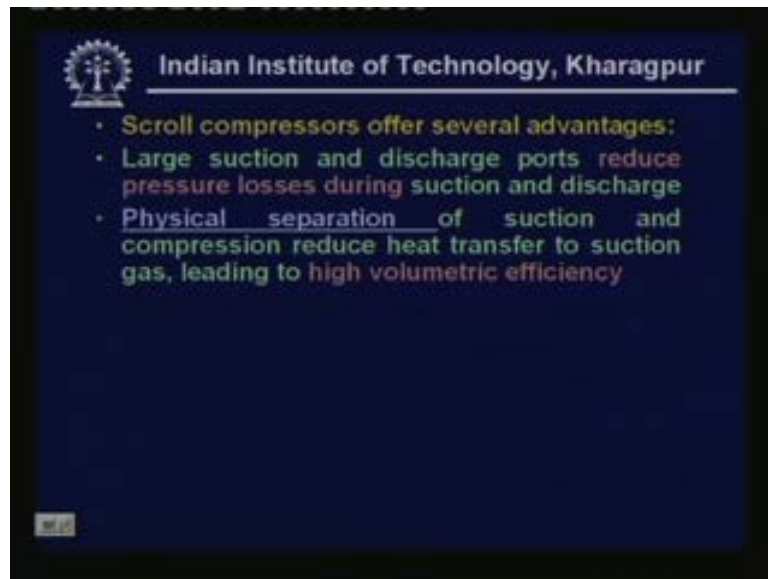 Indian Institute of Technology, Kharagpur
• Scroll compressors offer several advantages:
• Large suction and discharge ports reduce
pressure losses during suction and discharge
• Physical separation of suction and
compression reduce heat transfer to suction
gas, leading to high volumetric efficiency